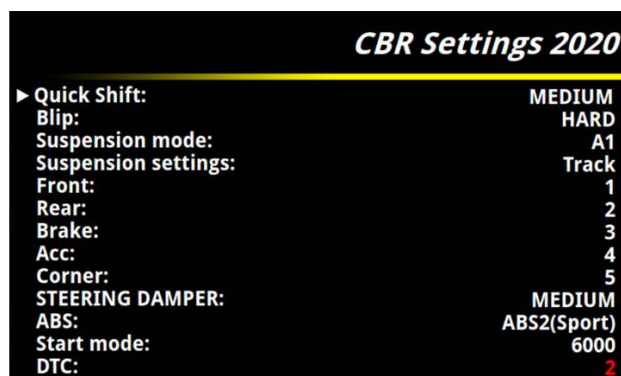 CBR Settings 2020
Quick Shift: MEDIUM
Blip: HARD
Suspension mode: A1
Suspension settings: Track
Front: 1
Rear: 2
Brake: 3
Acc: 4
Corner: 5
STEERING DAMPER: MEDIUM
ABS: ABS2(Sport)
Start mode: 6000
DTC: 2